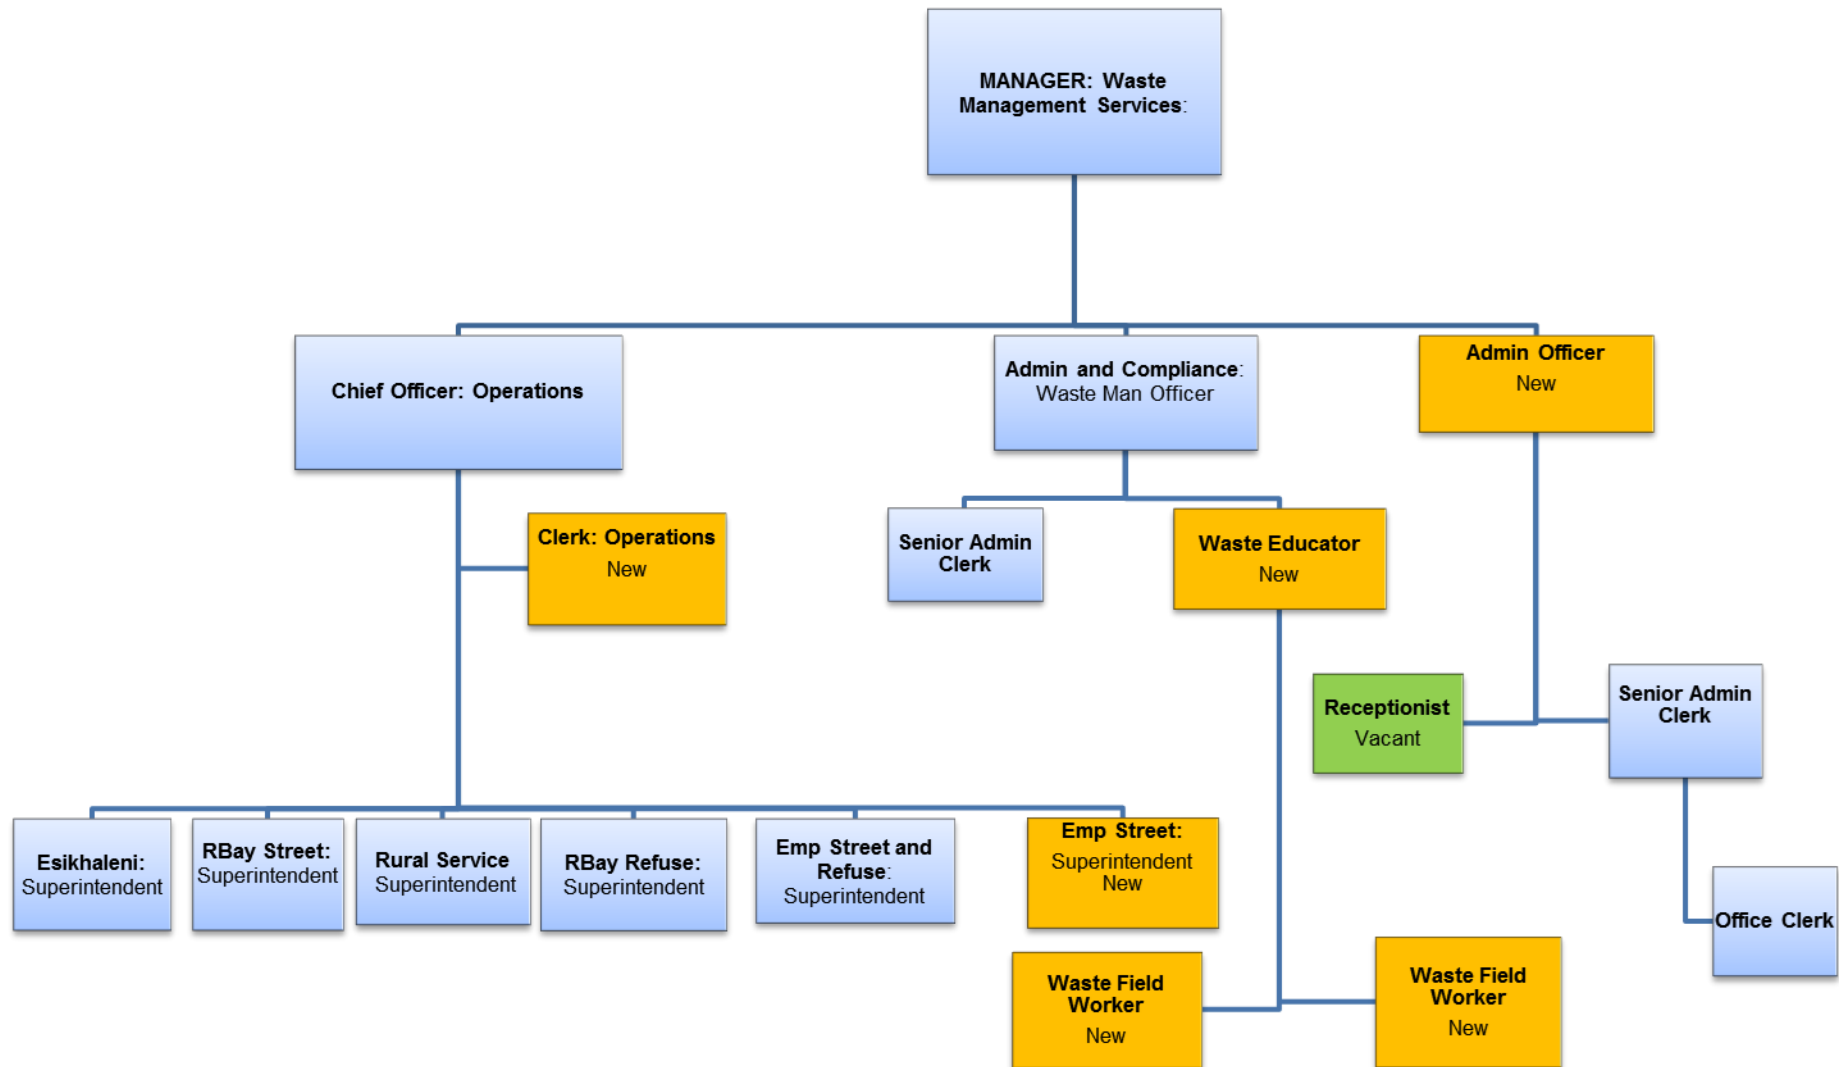 MANAGER: Waste
Management Services:
Chief Officer: Operations
Admin and Compliance:
Waste Man Officer
Admin Officer
New
Clerk: Operations
New
Senior Admin
Clerk
Waste Educator
New
Receptionist
Vacant
Senior Admin
Clerk
Esikhaleni:
Superintendent
RBay Street:
Superintendent
Rural Service
Superintendent
RBay Refuse:
Superintendent
Emp Street and
Refuse:
Superintendent
Emp Street:
Superintendent
New
Office Clerk
Waste Field
Worker
New
Waste Field
Worker
New